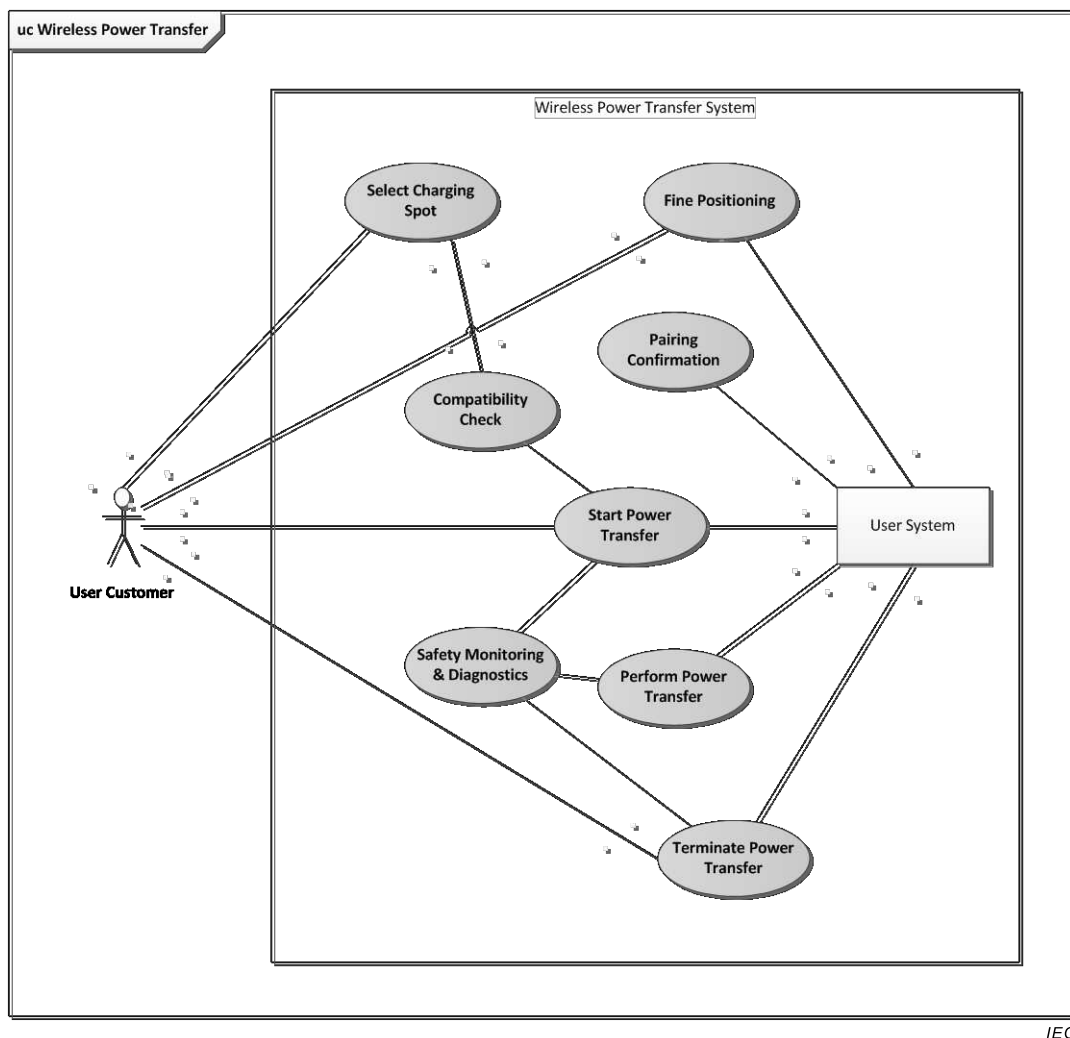 uc Wireless Power Transfer
Wireless Power Transfer System
Select Charging
Spot
Fine Positioning
Pairing
Confirmation
Compatibility
Check
Start Power
Transfer
User System
User Customer
Safety Monitoring
& Diagnostics
Perform Power
Transfer
Terminate Power
Transfer
IEC